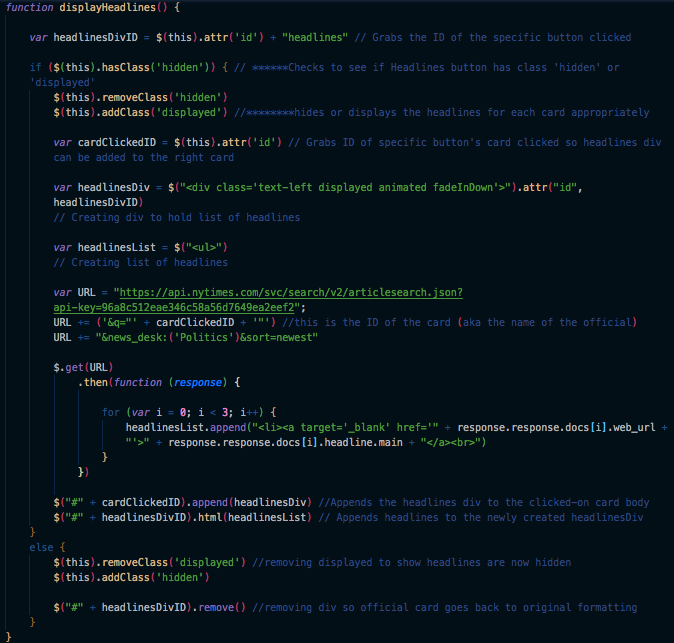 function displayHeadlines() {
var headlinesDivID = $(this).attr('id') + "headlines" // Grabs the ID of the specific button clicked
if ($(this).hasClass('hidden')) { // ******Checks to see if Headlines button has class 'hidden' or
'displayed'
$(this).removeClass('hidden')
$(this).addClass('displayed') //********hides or displays the headlines for each card appropriately
var cardClickedID = $(this).attr('id') // Grabs ID of specific button's card clicked so headlines div
can be added to the right card
var headlinesDiv = $("<div class='text-left displayed animated fadeInDown'>").attr("id",
headlinesDivID)
// Creating div to hold list of headlines
var headlinesList = $("<ul>")
// Creating list of headlines
var URL = "https://api.nytimes.com/svc/search/v2/articlesearch.json?
api-key=96a8c512eae346c58a56d7649ea2eef2";
URL += ('&q="' + cardClickedID + '"') //this is the ID of the card (aka the name of the official)
URL += "&news_desk:('Politics')&sort=newest"
$.get(URL)
.then(function (response) {
for (var i = 0; i < 3; i++) {
headlinesList.append("<li><a target='_blank' href='" + response.response.docs[i].web_url +
"'>" + response.response.docs[i].headline.main + "</a><br>")
}
})
$("#" + cardClickedID).append(headlinesDiv) //Appends the headlines div to the clicked-on card body
$("#" + headlinesDivID).html(headlinesList) // Appends headlines to the newly created headlinesDiv
}
else {
$(this).removeClass('displayed') //removing displayed to show headlines are now hidden
$(this).addClass('hidden')
$("#" + headlinesDivID).remove() //removing div so official card goes back to original formatting
}
}